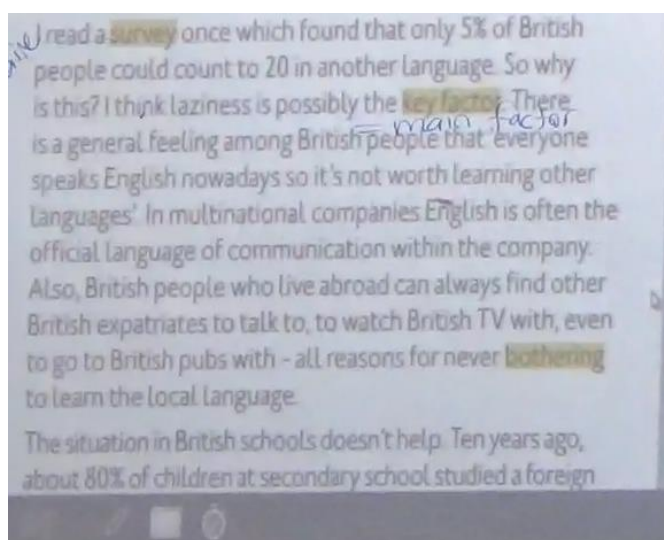 I read a survey once which found that only 5% of British
people could count to 20 in another language. So why
is this? I think laziness is possibly the key factor. There
= main factor
is a general feeling among British people that 'everyone
speaks English nowadays so it's not worth learning other
languages'. In multinational companies English is often the
official language of communication within the company.
Also, British people who live abroad can always find other
British expatriates to talk to, to watch British TV with, even
to go to British pubs with – all reasons for never bothering
to learn the local language.
The situation in British schools doesn't help. Ten years ago,
about 80% of children at secondary school studied a foreign